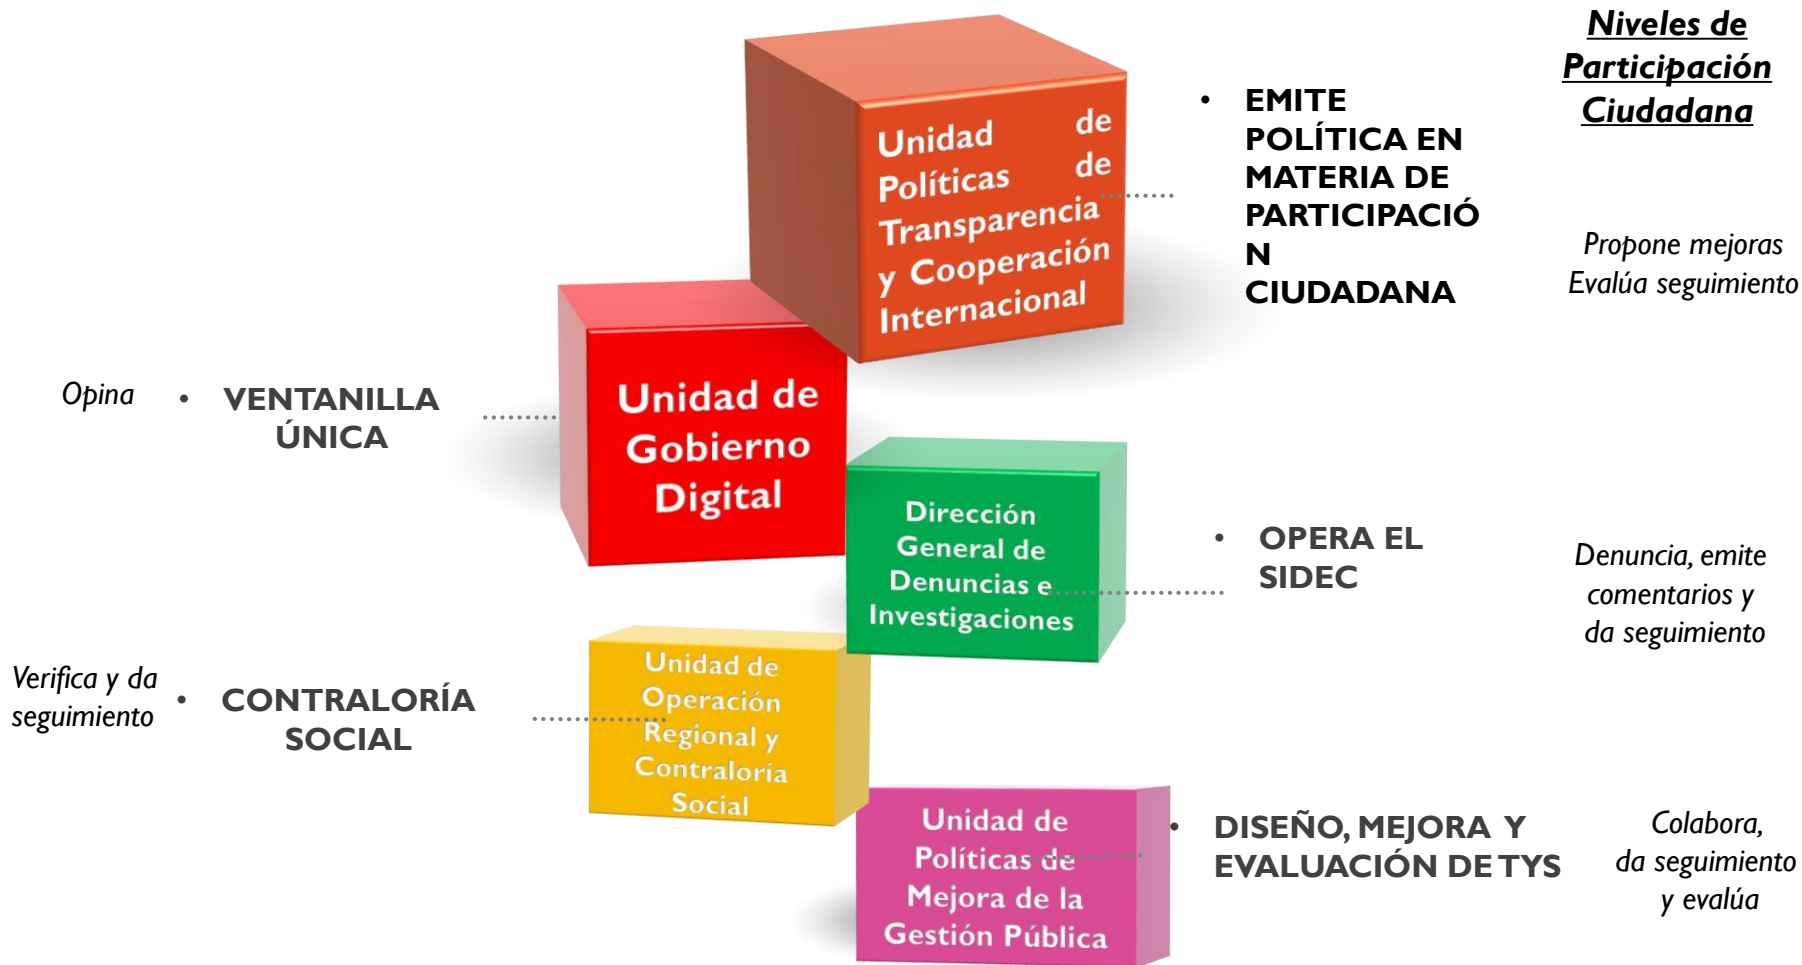 Niveles de
Participación
Ciudadana
Unidad de
Políticas de
Transparencia
y Cooperación
Internacional
• EMITE
POLÍTICA EN
MATERIA DE
PARTICIPACIÓ
N
CIUDADANA
Propone mejoras
Evalúa seguimiento
Opina
• VENTANILLA
ÚNICA
Unidad de
Gobierno
Digital
Dirección
General de
Denuncias e
Investigaciones
• OPERA EL
SIDEC
Denuncia, emite
comentarios y
da seguimiento
Verifica y da
seguimiento
• CONTRALORÍA
SOCIAL
Unidad de
Operación
Regional y
Contraloría
Social
Unidad de
Políticas de
Mejora de la
Gestión Pública
• DISEÑO, MEJORA Y
EVALUACIÓN DE TYS
Colabora,
da seguimiento
y evalúa